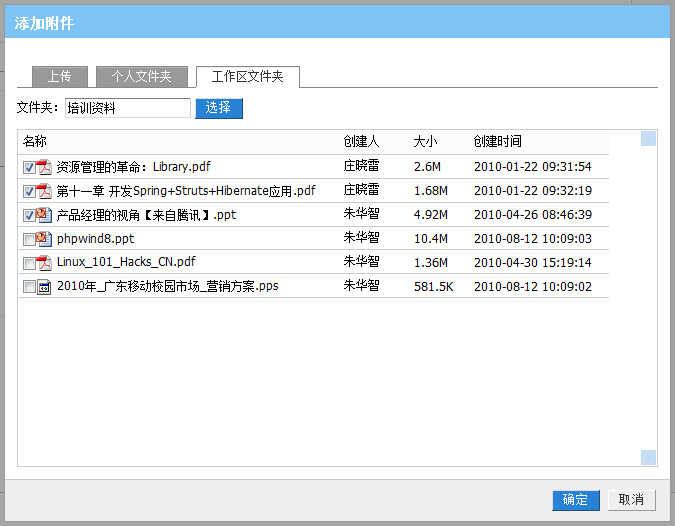 添加附件
上传 个人文件夹 工作区文件夹
文件夹： 培训资料 选择
名称 创建人 大小 创建时间
资源管理的革命：Library.pdf 庄晓雷 2.6M 2010-01-22 09:31:54
第十一章 开发Spring+Struts+Hibernate应用.pdf 庄晓雷 1.68M 2010-01-22 09:32:19
产品经理的视角【来自腾讯】.ppt 朱华智 4.92M 2010-04-26 08:46:39
phpwind8.ppt 朱华智 10.4M 2010-08-12 10:09:03
Linux_101_Hacks_CN.pdf 朱华智 1.36M 2010-04-30 15:19:14
2010年_广东移动校园市场_营销方案.pps 朱华智 581.5K 2010-08-12 10:09:02
确定 取消